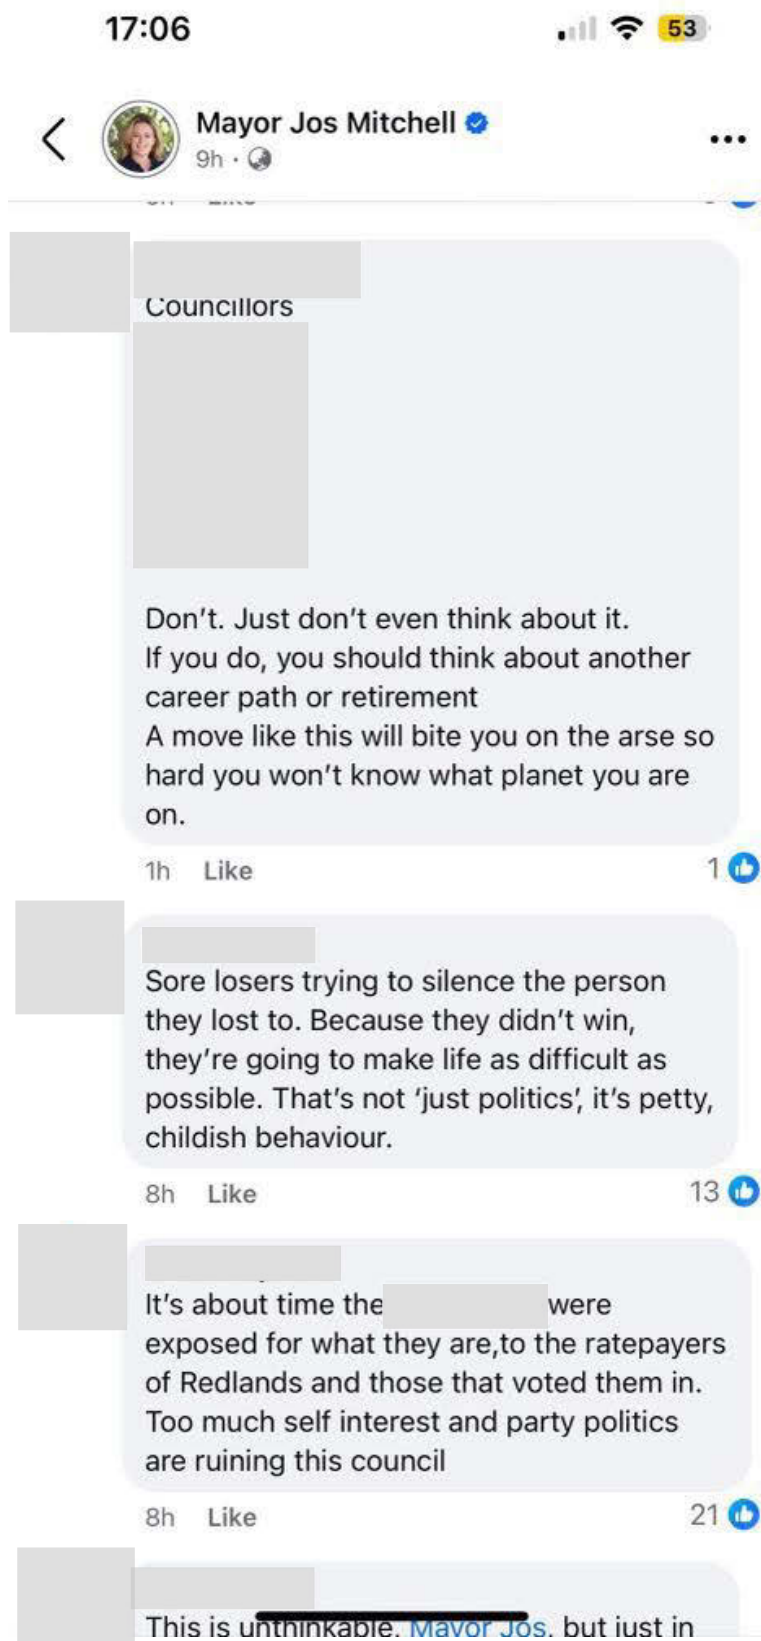 17:06
53
Mayor Jos Mitchell
9h
Councillors
Don't. Just don't even think about it.
If you do, you should think about another
career path or retirement
A move like this will bite you on the arse so
hard you won't know what planet you are
on.
1h Like 1
Sore losers trying to silence the person
they lost to. Because they didn't win,
they're going to make life as difficult as
possible. That's not 'just politics', it's petty,
childish behaviour.
8h Like 13
It's about time the were
exposed for what they are,to the ratepayers
of Redlands and those that voted them in.
Too much self interest and party politics
are ruining this council
8h Like 21
This is unthinkable. Mayor Jos, but just in